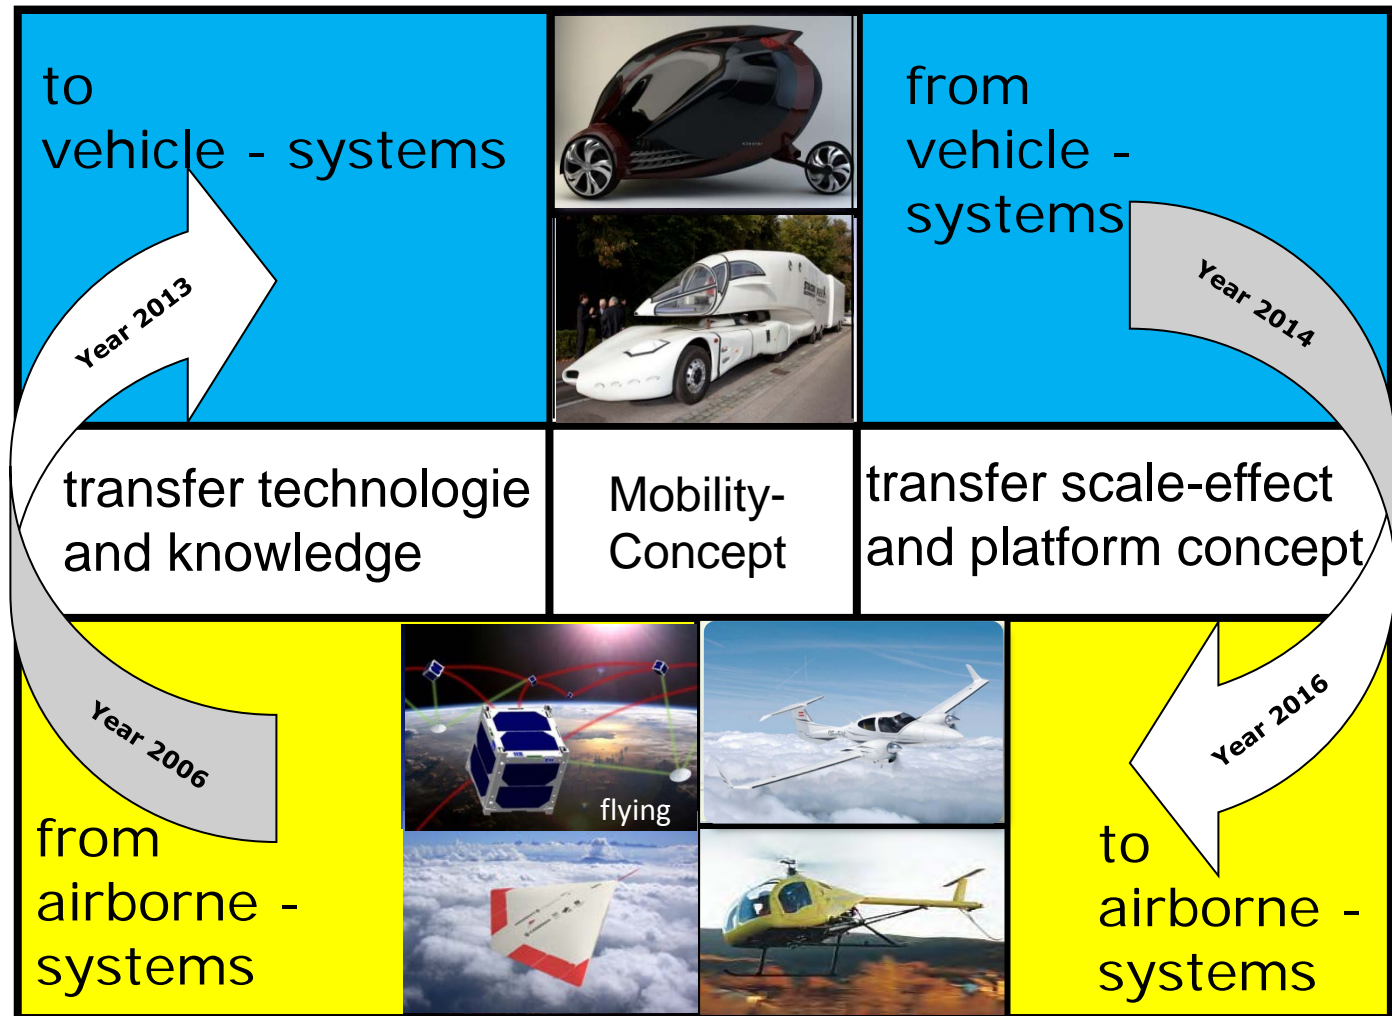 to
vehicle - systems
from
vehicle -
systems
Year 2013
Year 2014
transfer technologie
and knowledge
Mobility-
Concept
transfer scale-effect
and platform concept
Year 2006
flying
Year 2016
from
airborne -
systems
to
airborne -
systems